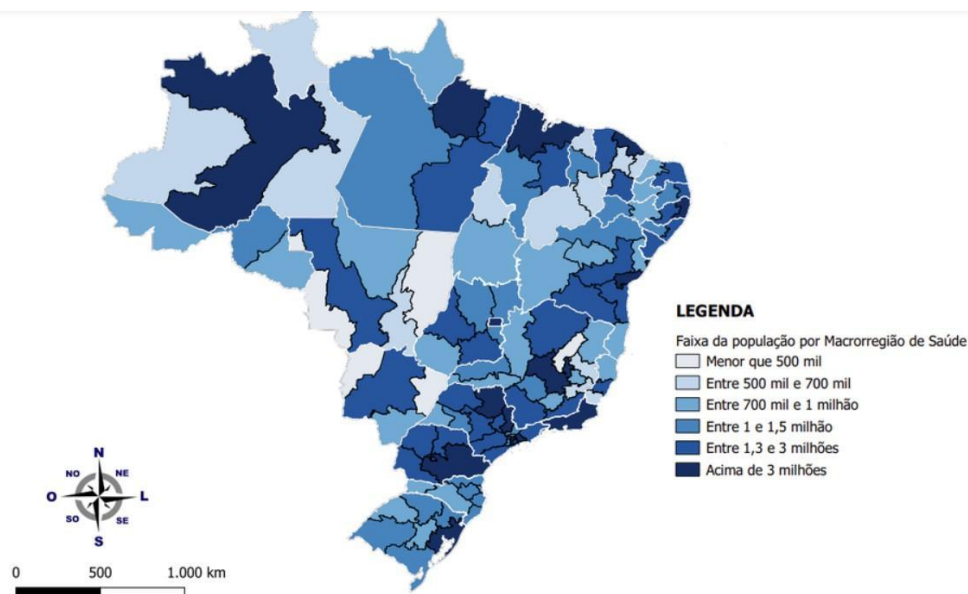 LEGENDA
Faixa da população por Macrorregião de Saúde
Menor que 500 mil
Entre 500 mil e 700 mil
Entre 700 mil e 1 milhão
Entre 1 e 1,5 milhão
Entre 1,3 e 3 milhões
Acima de 3 milhões
N
NO
NE
O
L
SO
SE
S
0
500
1.000 km